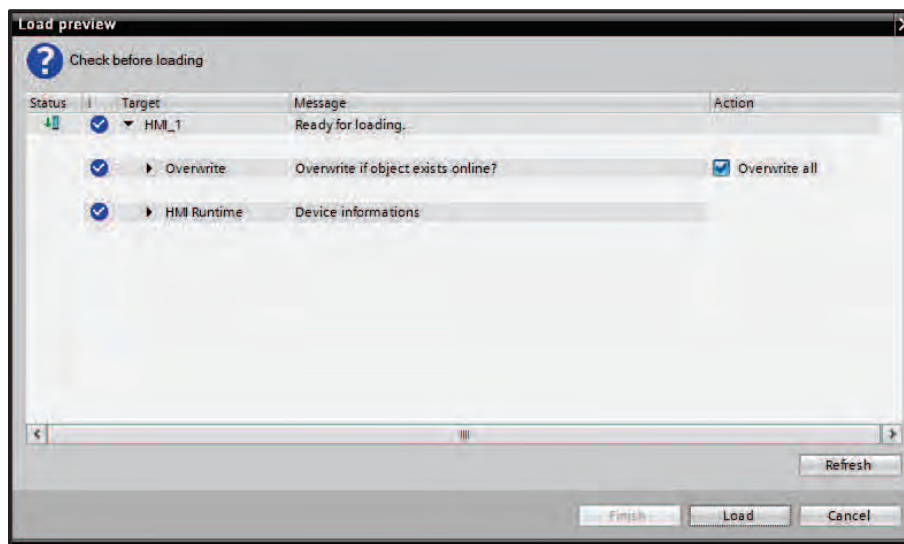 Load preview
Check before loading
Status ! Target Message Action
HMI_1 Ready for loading.
Overwrite Overwrite if object exists online? Overwrite all
HMI Runtime Device informations
Refresh
Finish Load Cancel